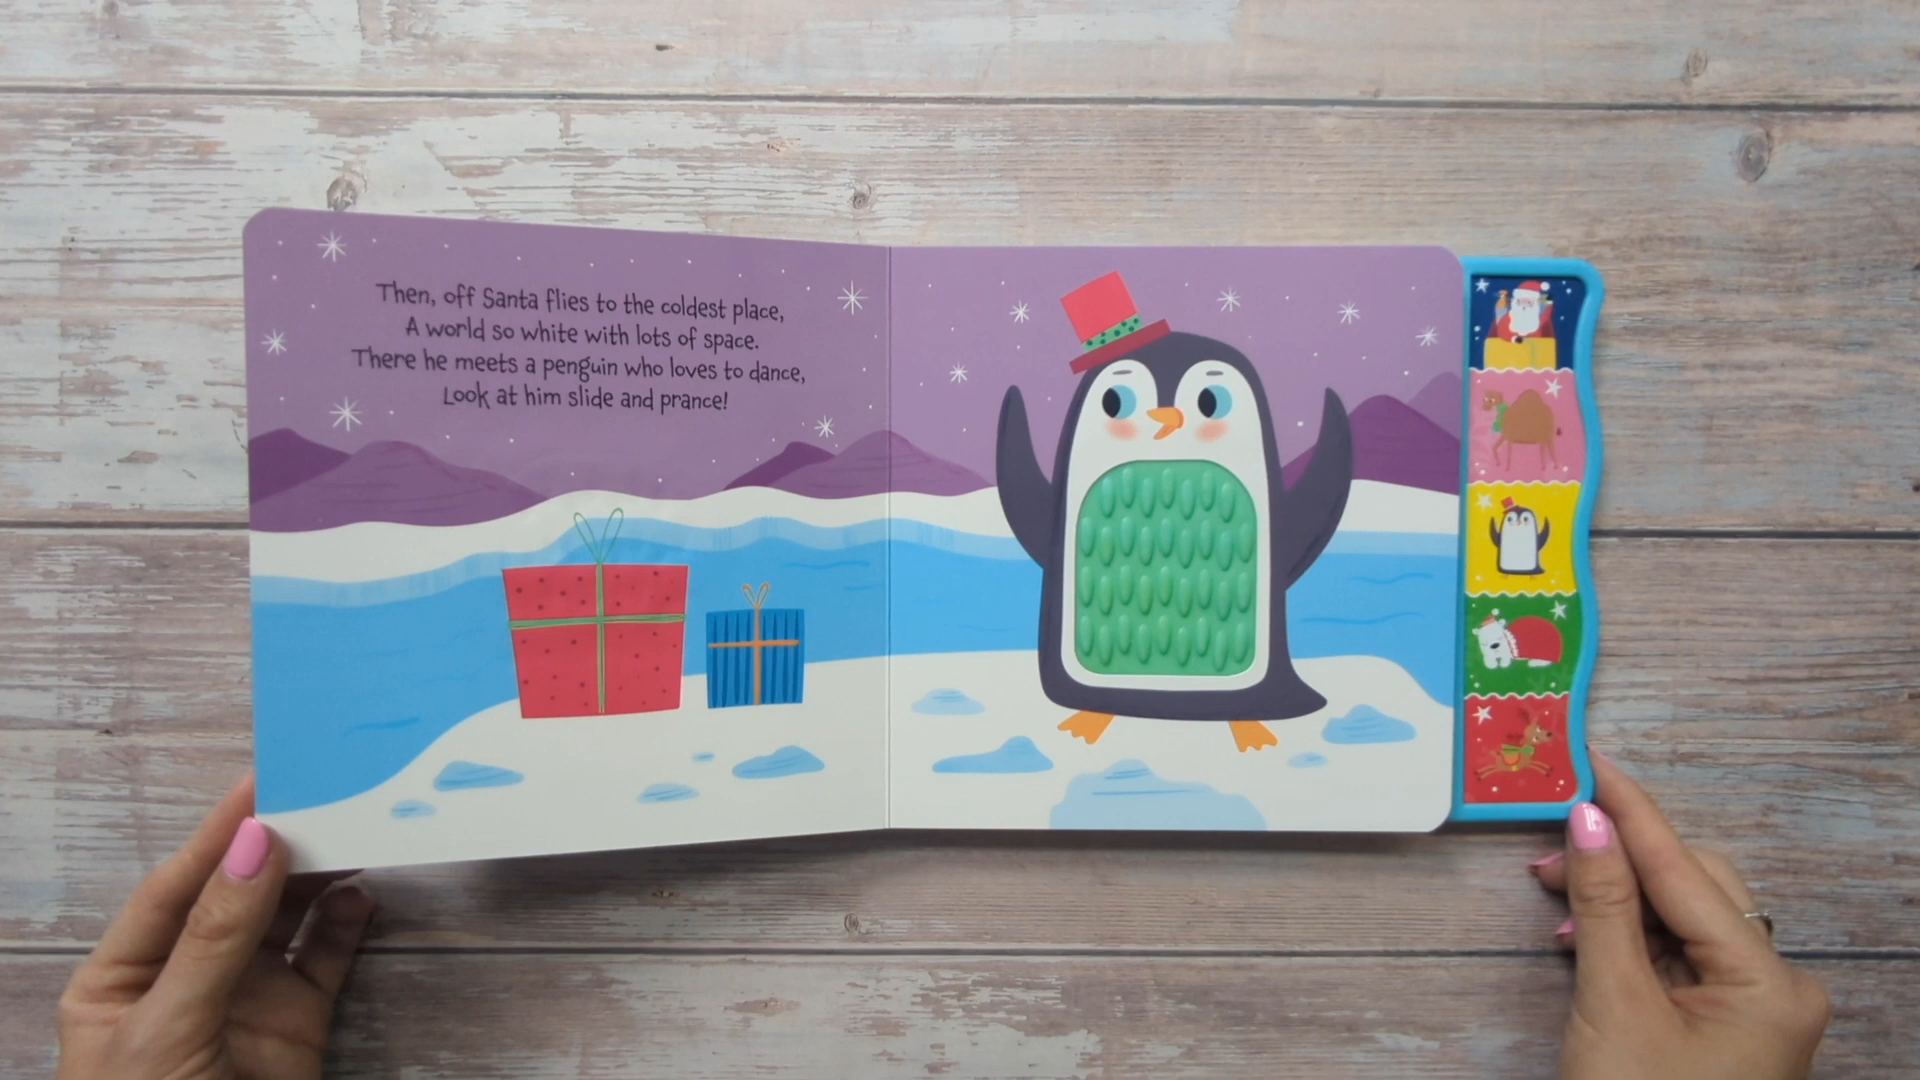 Then, off Santa flies to the coldest place,
A world so white with lots of space.
There he meets a penguin who loves to dance,
Look at him slide and prance!